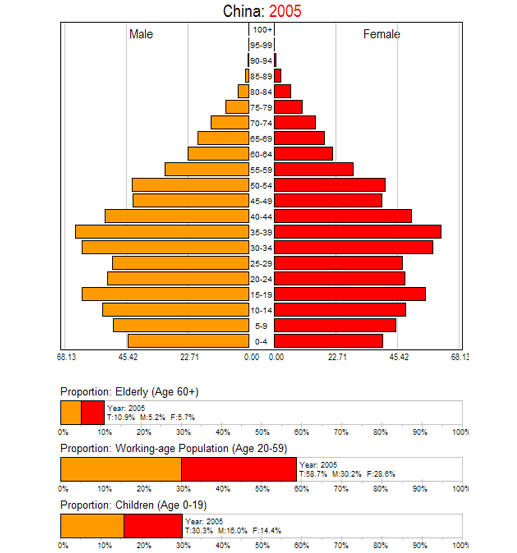 China: 2005
Male
Female
100+
95-99
90-94
85-89
80-84
75-79
70-74
65-69
60-64
55-59
50-54
45-49
40-44
35-39
30-34
25-29
20-24
15-19
10-14
5-9
0-4
68.13 45.42 22.71 0.00 0.00 22.71 45.42 68.13
Proportion: Elderly (Age 60+)
Year: 2005
T:10.9% M:5.2% F:5.7%
0% 10% 20% 30% 40% 50% 60% 70% 80% 90% 100%
Proportion: Working-age Population (Age 20-59)
Year: 2005
T:58.7% M:30.2% F:28.6%
0% 10% 20% 30% 40% 50% 60% 70% 80% 90% 100%
Proportion: Children (Age 0-19)
Year: 2005
T:30.3% M:16.0% F:14.4%
0% 10% 20% 30% 40% 50% 60% 70% 80% 90% 100%